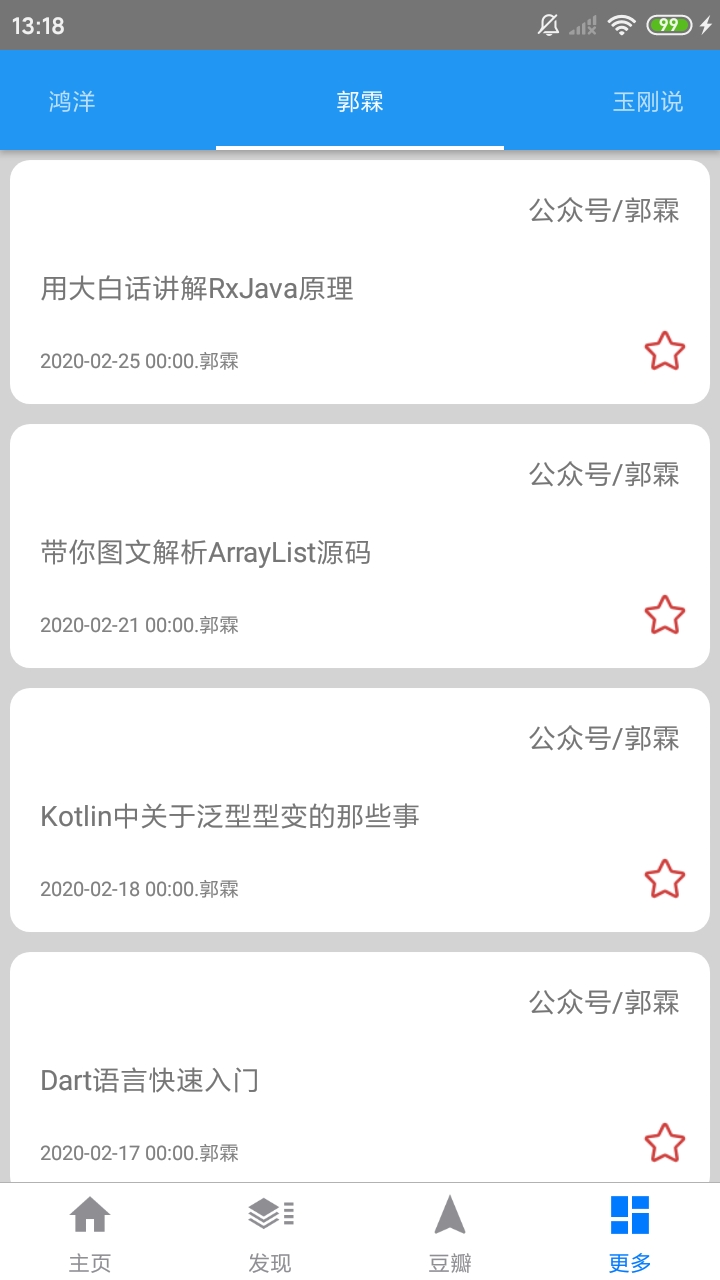 13:18
99
鸿洋
郭霖
玉刚说
公众号/郭霖
用大白话讲解RxJava原理
2020-02-25 00:00.郭霖
公众号/郭霖
带你图文解析ArrayList源码
2020-02-21 00:00.郭霖
公众号/郭霖
Kotlin中关于泛型型变的那些事
2020-02-18 00:00.郭霖
公众号/郭霖
Dart语言快速入门
2020-02-17 00:00.郭霖
主页
发现
豆瓣
更多